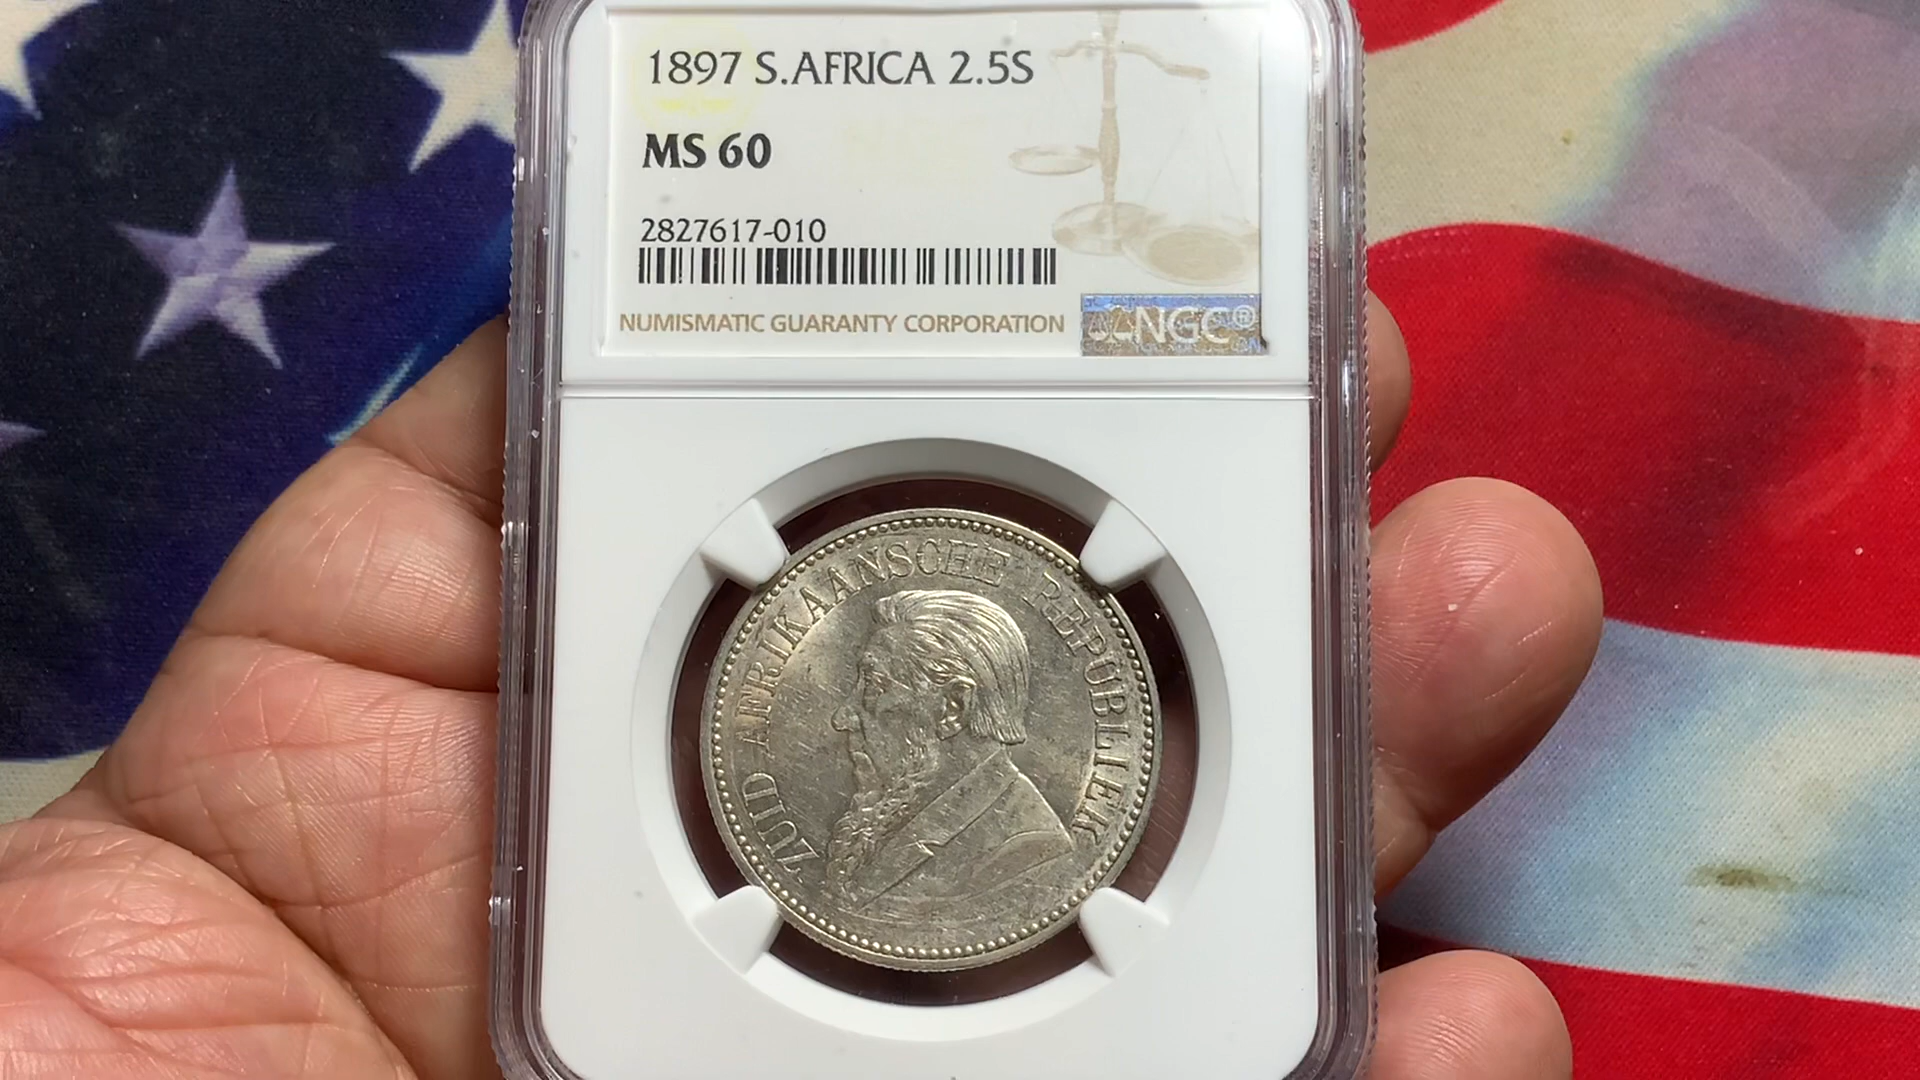 1897 S.AFRICA 2.5S
MS 60
2827617-010
NUMISMATIC GUARANTY CORPORATION
NGC®
ZUID AFRIKAANSCHE REPUBLIEK